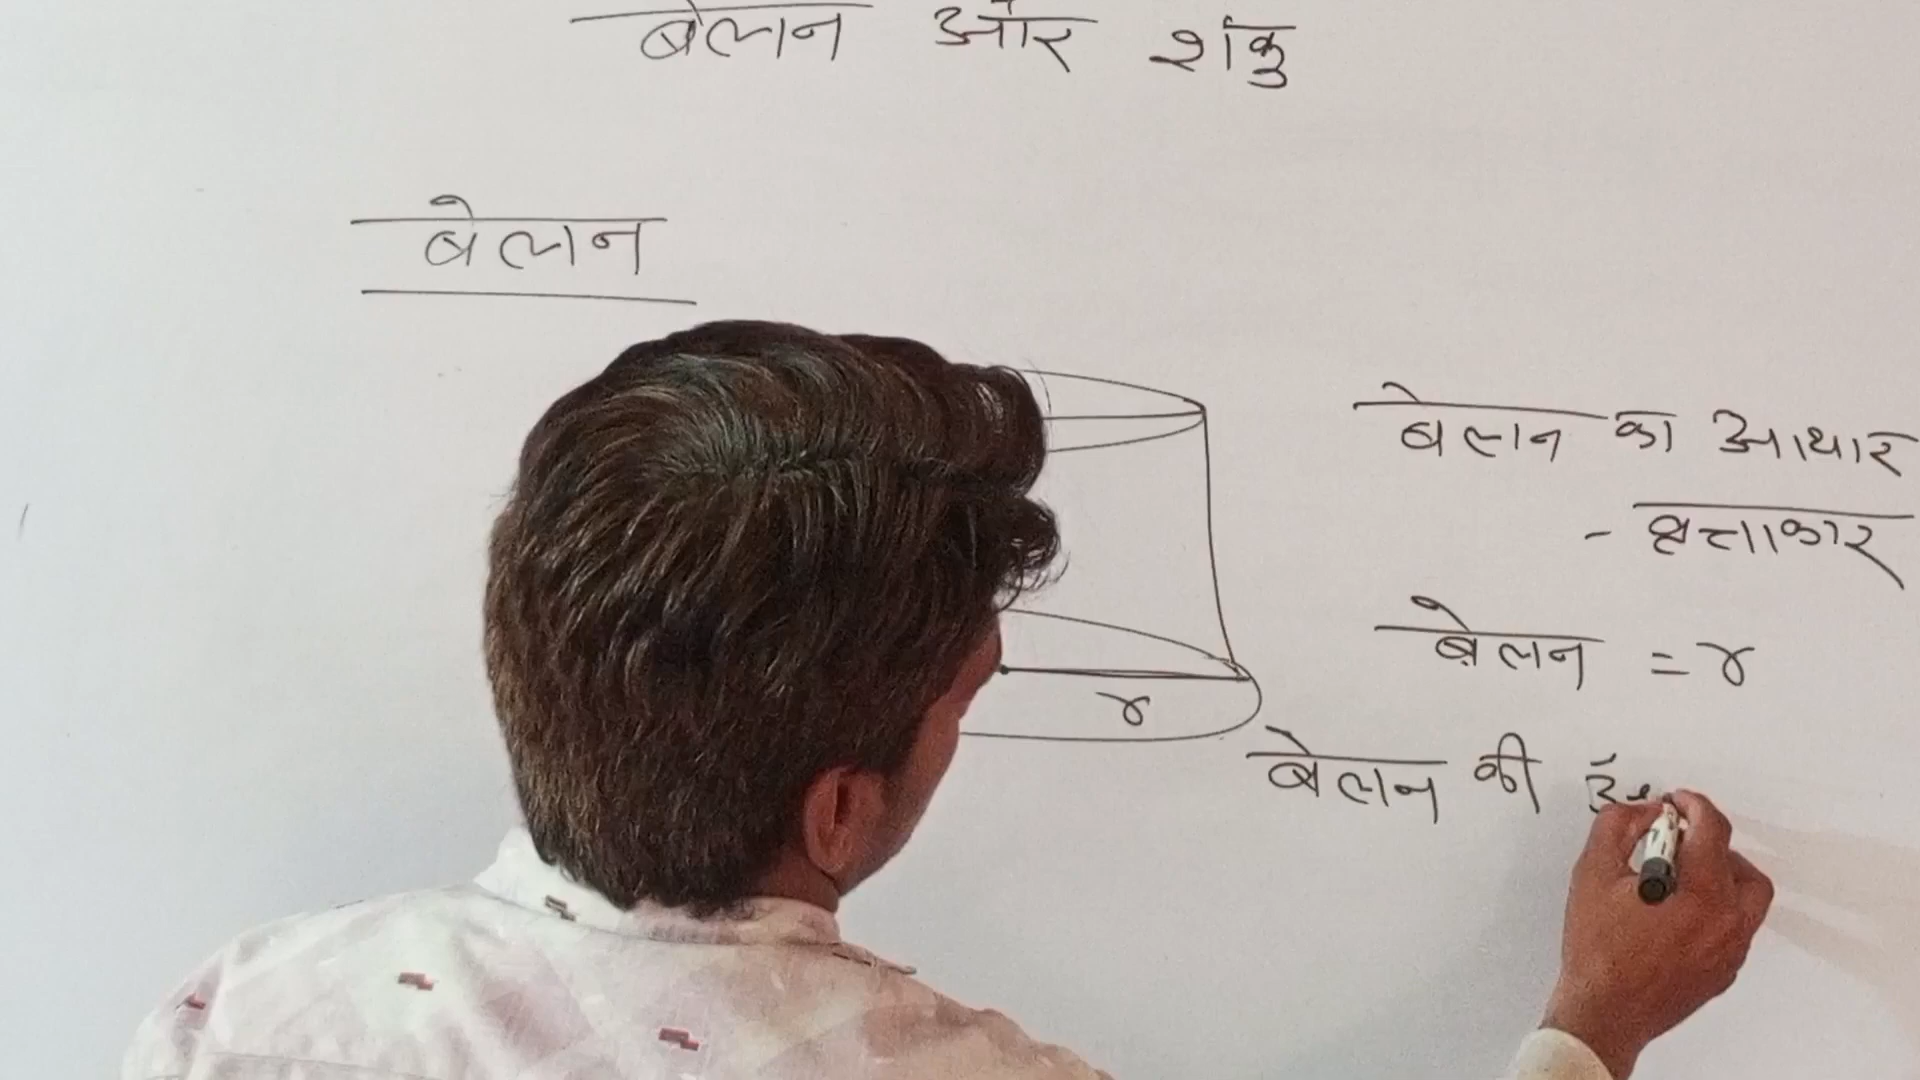 बेलन और शंकु
बेलन
बेलन का आधार
- वृत्ताकार
बेलन = r
r
बेलन की